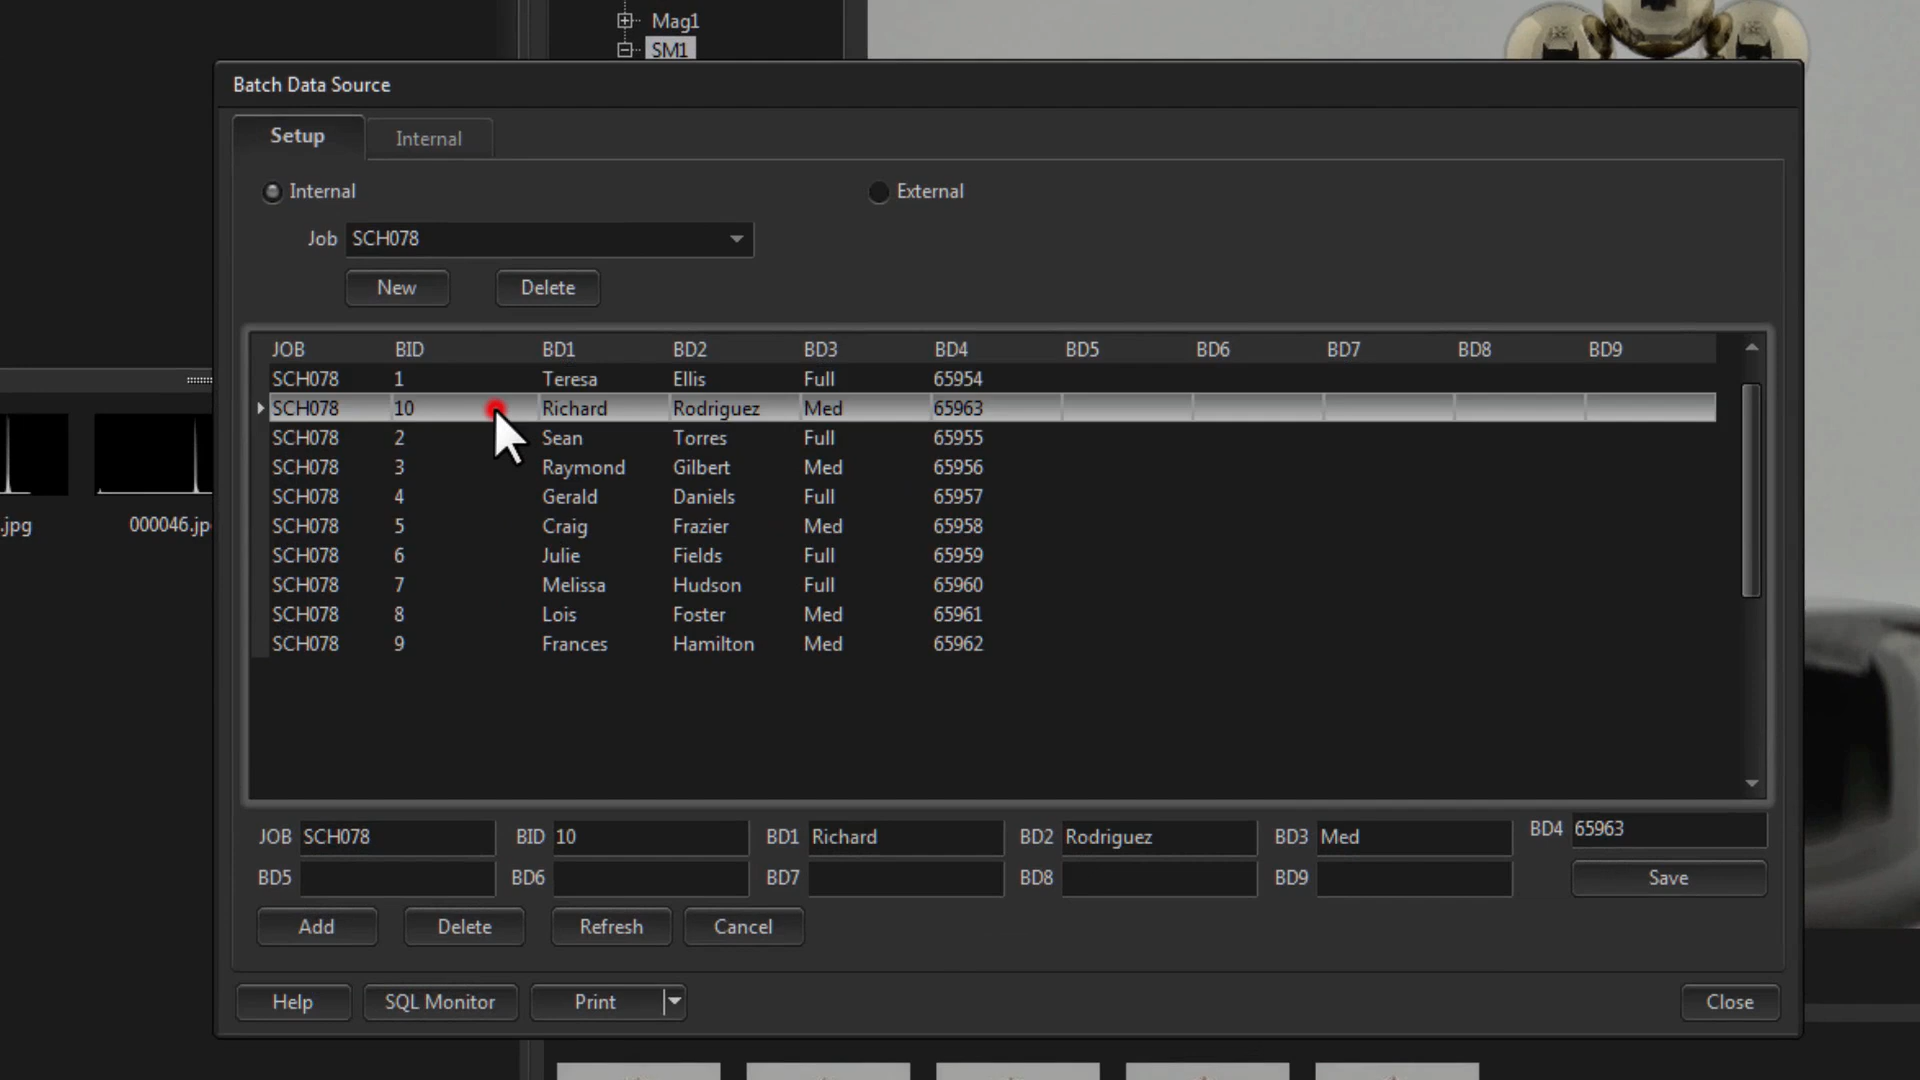 Mag1
SM1
Batch Data Source
Setup Internal
Internal External
Job SCH078
New Delete
JOB BID BD1 BD2 BD3 BD4 BD5 BD6 BD7 BD8 BD9
SCH078 1 Teresa Ellis Full 65954
SCH078 10 Richard Rodriguez Med 65963
SCH078 2 Sean Torres Full 65955
SCH078 3 Raymond Gilbert Med 65956
SCH078 4 Gerald Daniels Full 65957
SCH078 5 Craig Frazier Med 65958
SCH078 6 Julie Fields Full 65959
SCH078 7 Melissa Hudson Full 65960
SCH078 8 Lois Foster Med 65961
SCH078 9 Frances Hamilton Med 65962
.jpg 000046.jp
JOB SCH078 BID 10 BD1 Richard BD2 Rodriguez BD3 Med BD4 65963
BD5 BD6 BD7 BD8 BD9 Save
Add Delete Refresh Cancel
Help SQL Monitor Print Close